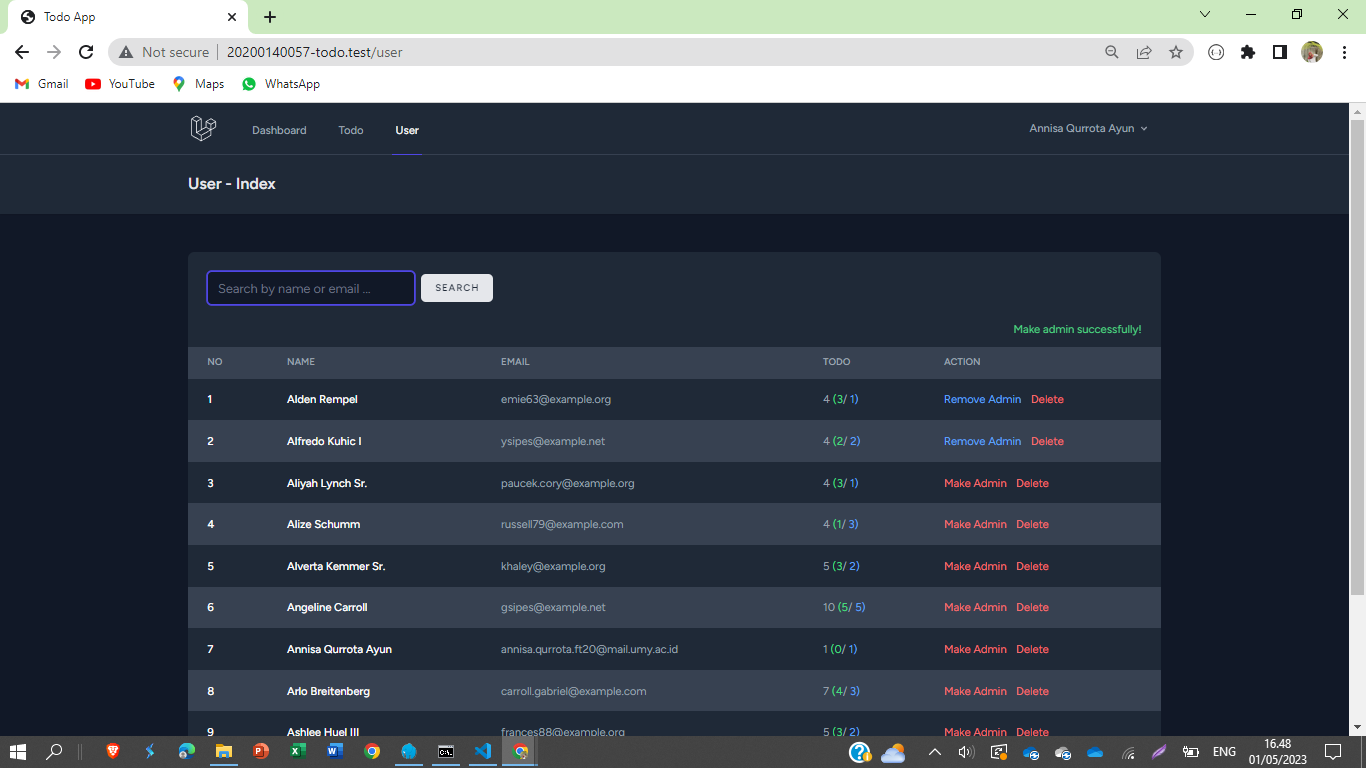 Todo App
Not secure 20200140057-todo.test/user
Gmail YouTube Maps WhatsApp
Dashboard Todo User Annisa Qurrota Ayun
User - Index
Search by name or email ... SEARCH
Make admin successfully!
NO NAME EMAIL TODO ACTION
1 Alden Rempel emie63@example.org 4 (3/ 1) Remove Admin Delete
2 Alfredo Kuhic I ysipes@example.net 4 (2/ 2) Remove Admin Delete
3 Aliyah Lynch Sr. paucek.cory@example.org 4 (3/ 1) Make Admin Delete
4 Alize Schumm russell79@example.com 4 (1/ 3) Make Admin Delete
5 Alverta Kemmer Sr. khaley@example.org 5 (3/ 2) Make Admin Delete
6 Angeline Carroll gsipes@example.net 10 (5/ 5) Make Admin Delete
7 Annisa Qurrota Ayun annisa.qurrota.ft20@mail.umy.ac.id 1 (0/ 1) Make Admin Delete
8 Arlo Breitenberg carroll.gabriel@example.com 7 (4/ 3) Make Admin Delete
9 Ashlee Huel III frances88@example.org 5 (3/ 2) Make Admin Delete
ENG 16.48
01/05/2023